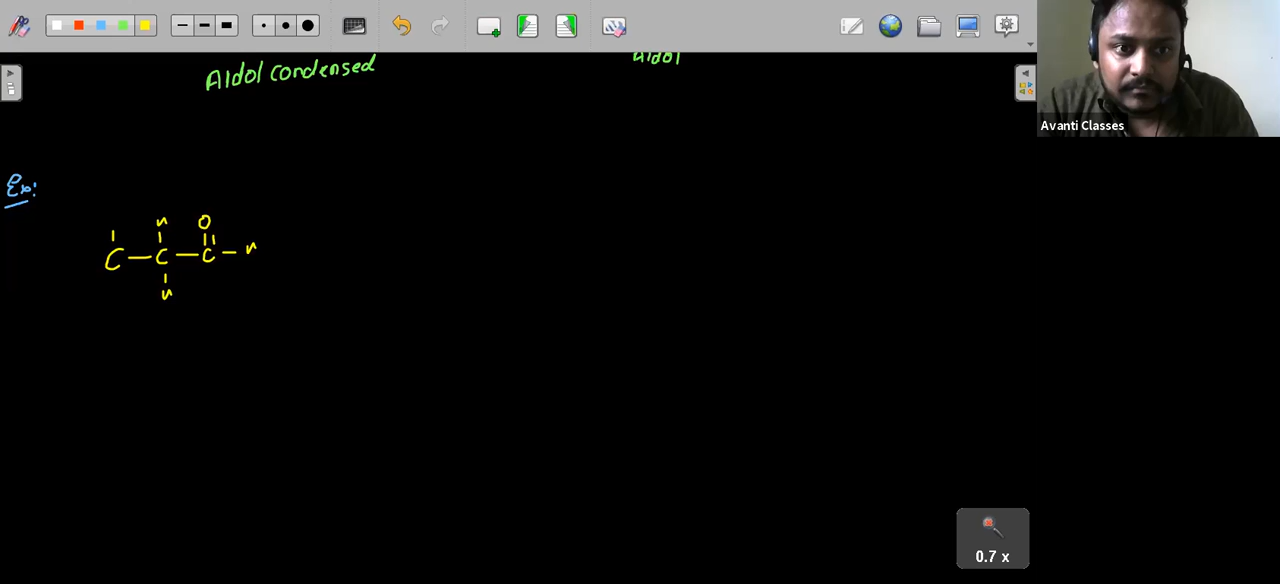 Aldol condensed
Aldol
Avanti Classes
Ex:
H O
C — C — C — H
H
0.7 x